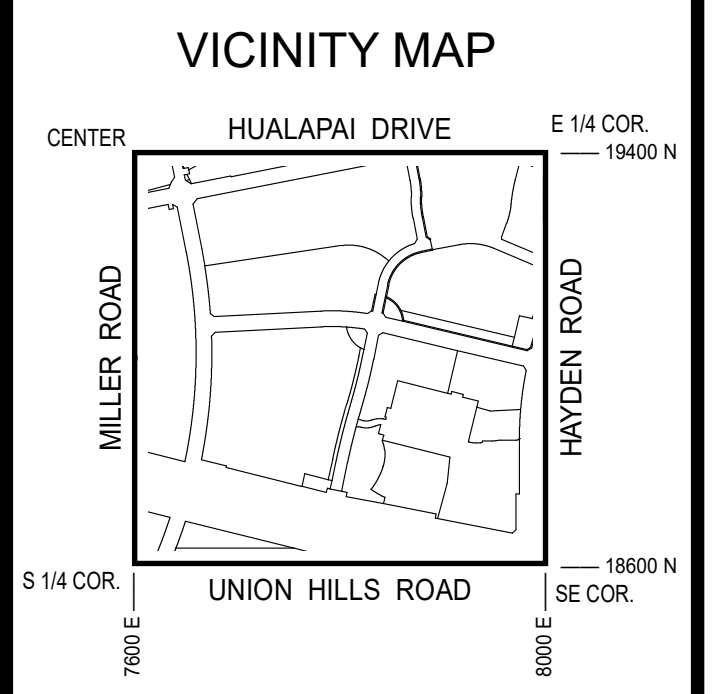 VICINITY MAP
HUALAPAI DRIVE
CENTER
E 1/4 COR.
19400 N
MILLER ROAD
HAYDEN ROAD
S 1/4 COR.
UNION HILLS ROAD
18600 N
SE COR.
7600 E
8000 E